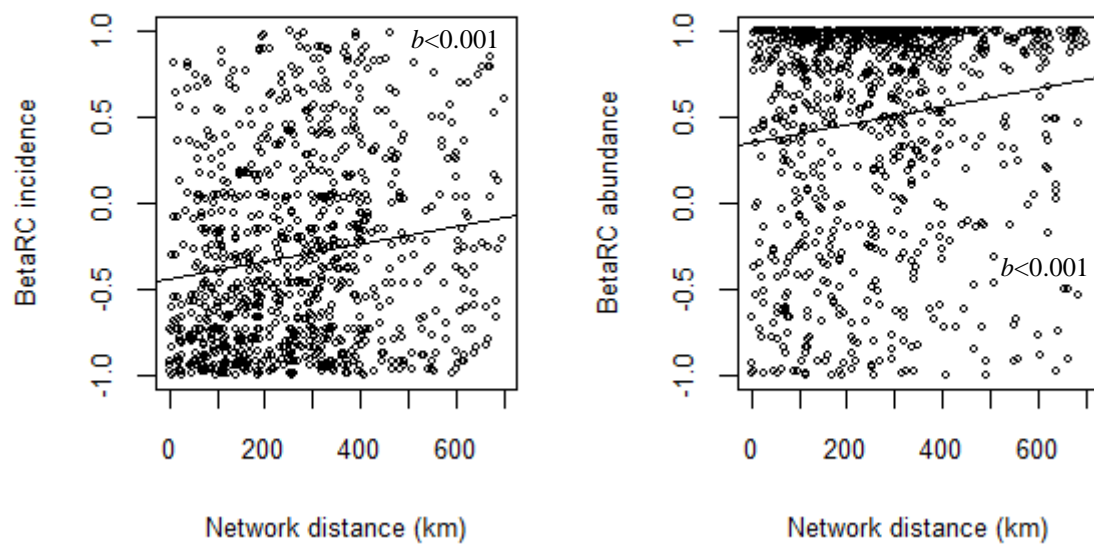 BetaRC incidence
1.0
0.5
0.0
-0.5
-1.0
b<0.001
0 200 400 600
Network distance (km)
BetaRC abundance
1.0
0.5
0.0
-0.5
-1.0
b<0.001
0 200 400 600
Network distance (km)